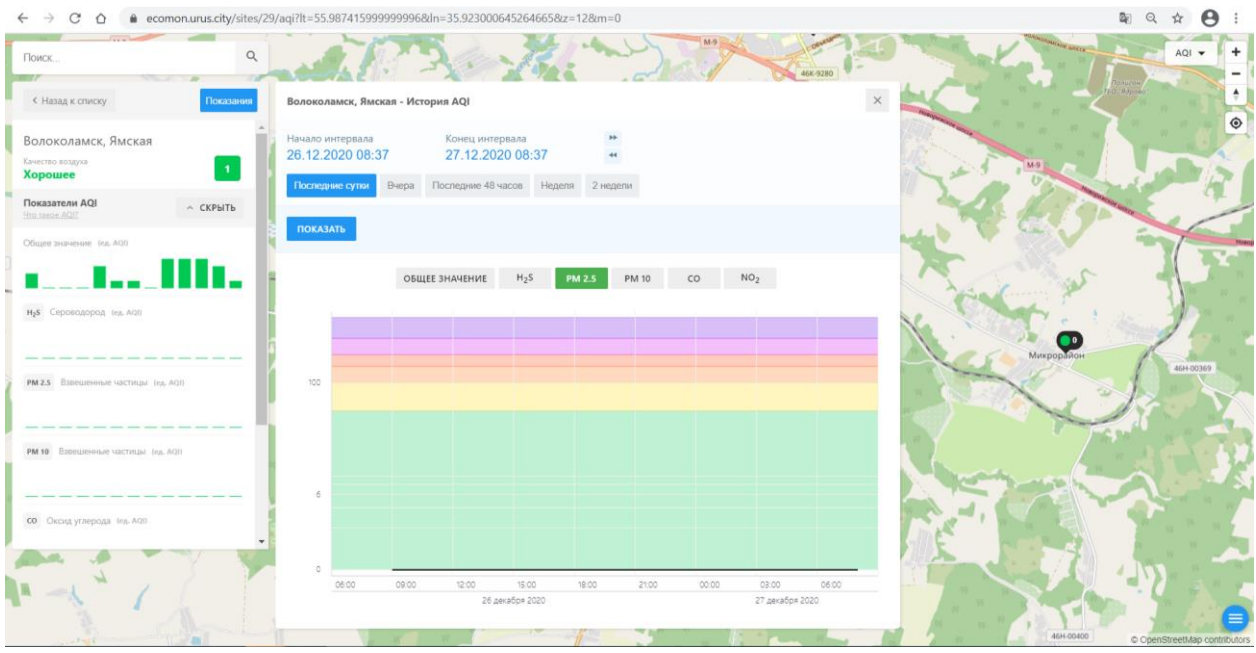 ecomon.urus.city/sites/29/aqi?lt=55.987415999999996&ln=35.923000645264665&z=12&m=0
Поиск...
AQI
М-9
46К-9280
Назад к списку
Показания
Волоколамск, Ямская - История AQI
Волоколамск, Ямская
Качество воздуха
Хорошее
1
Начало интервала
Конец интервала
26.12.2020 08:37
27.12.2020 08:37
Последние сутки
Вчера
Последние 48 часов
Неделя
2 недели
Показатели AQI
Что такое AQI?
СКРЫТЬ
ПОКАЗАТЬ
Общее значение (ед. AQI)
ОБЩЕЕ ЗНАЧЕНИЕ
H₂S
PM 2.5
PM 10
CO
NO₂
H₂S Сероводород (ед. AQI)
PM 2.5 Взвешенные частицы (ед. AQI)
PM 10 Взвешенные частицы (ед. AQI)
CO Оксид углерода (ед. AQI)
100
6
0
06:00
09:00
12:00
15:00
18:00
21:00
00:00
03:00
06:00
26 декабря 2020
27 декабря 2020
М-9
Новорижское шоссе
0
Микрорайон
46Н-00369
46Н-00400
© OpenStreetMap contributors